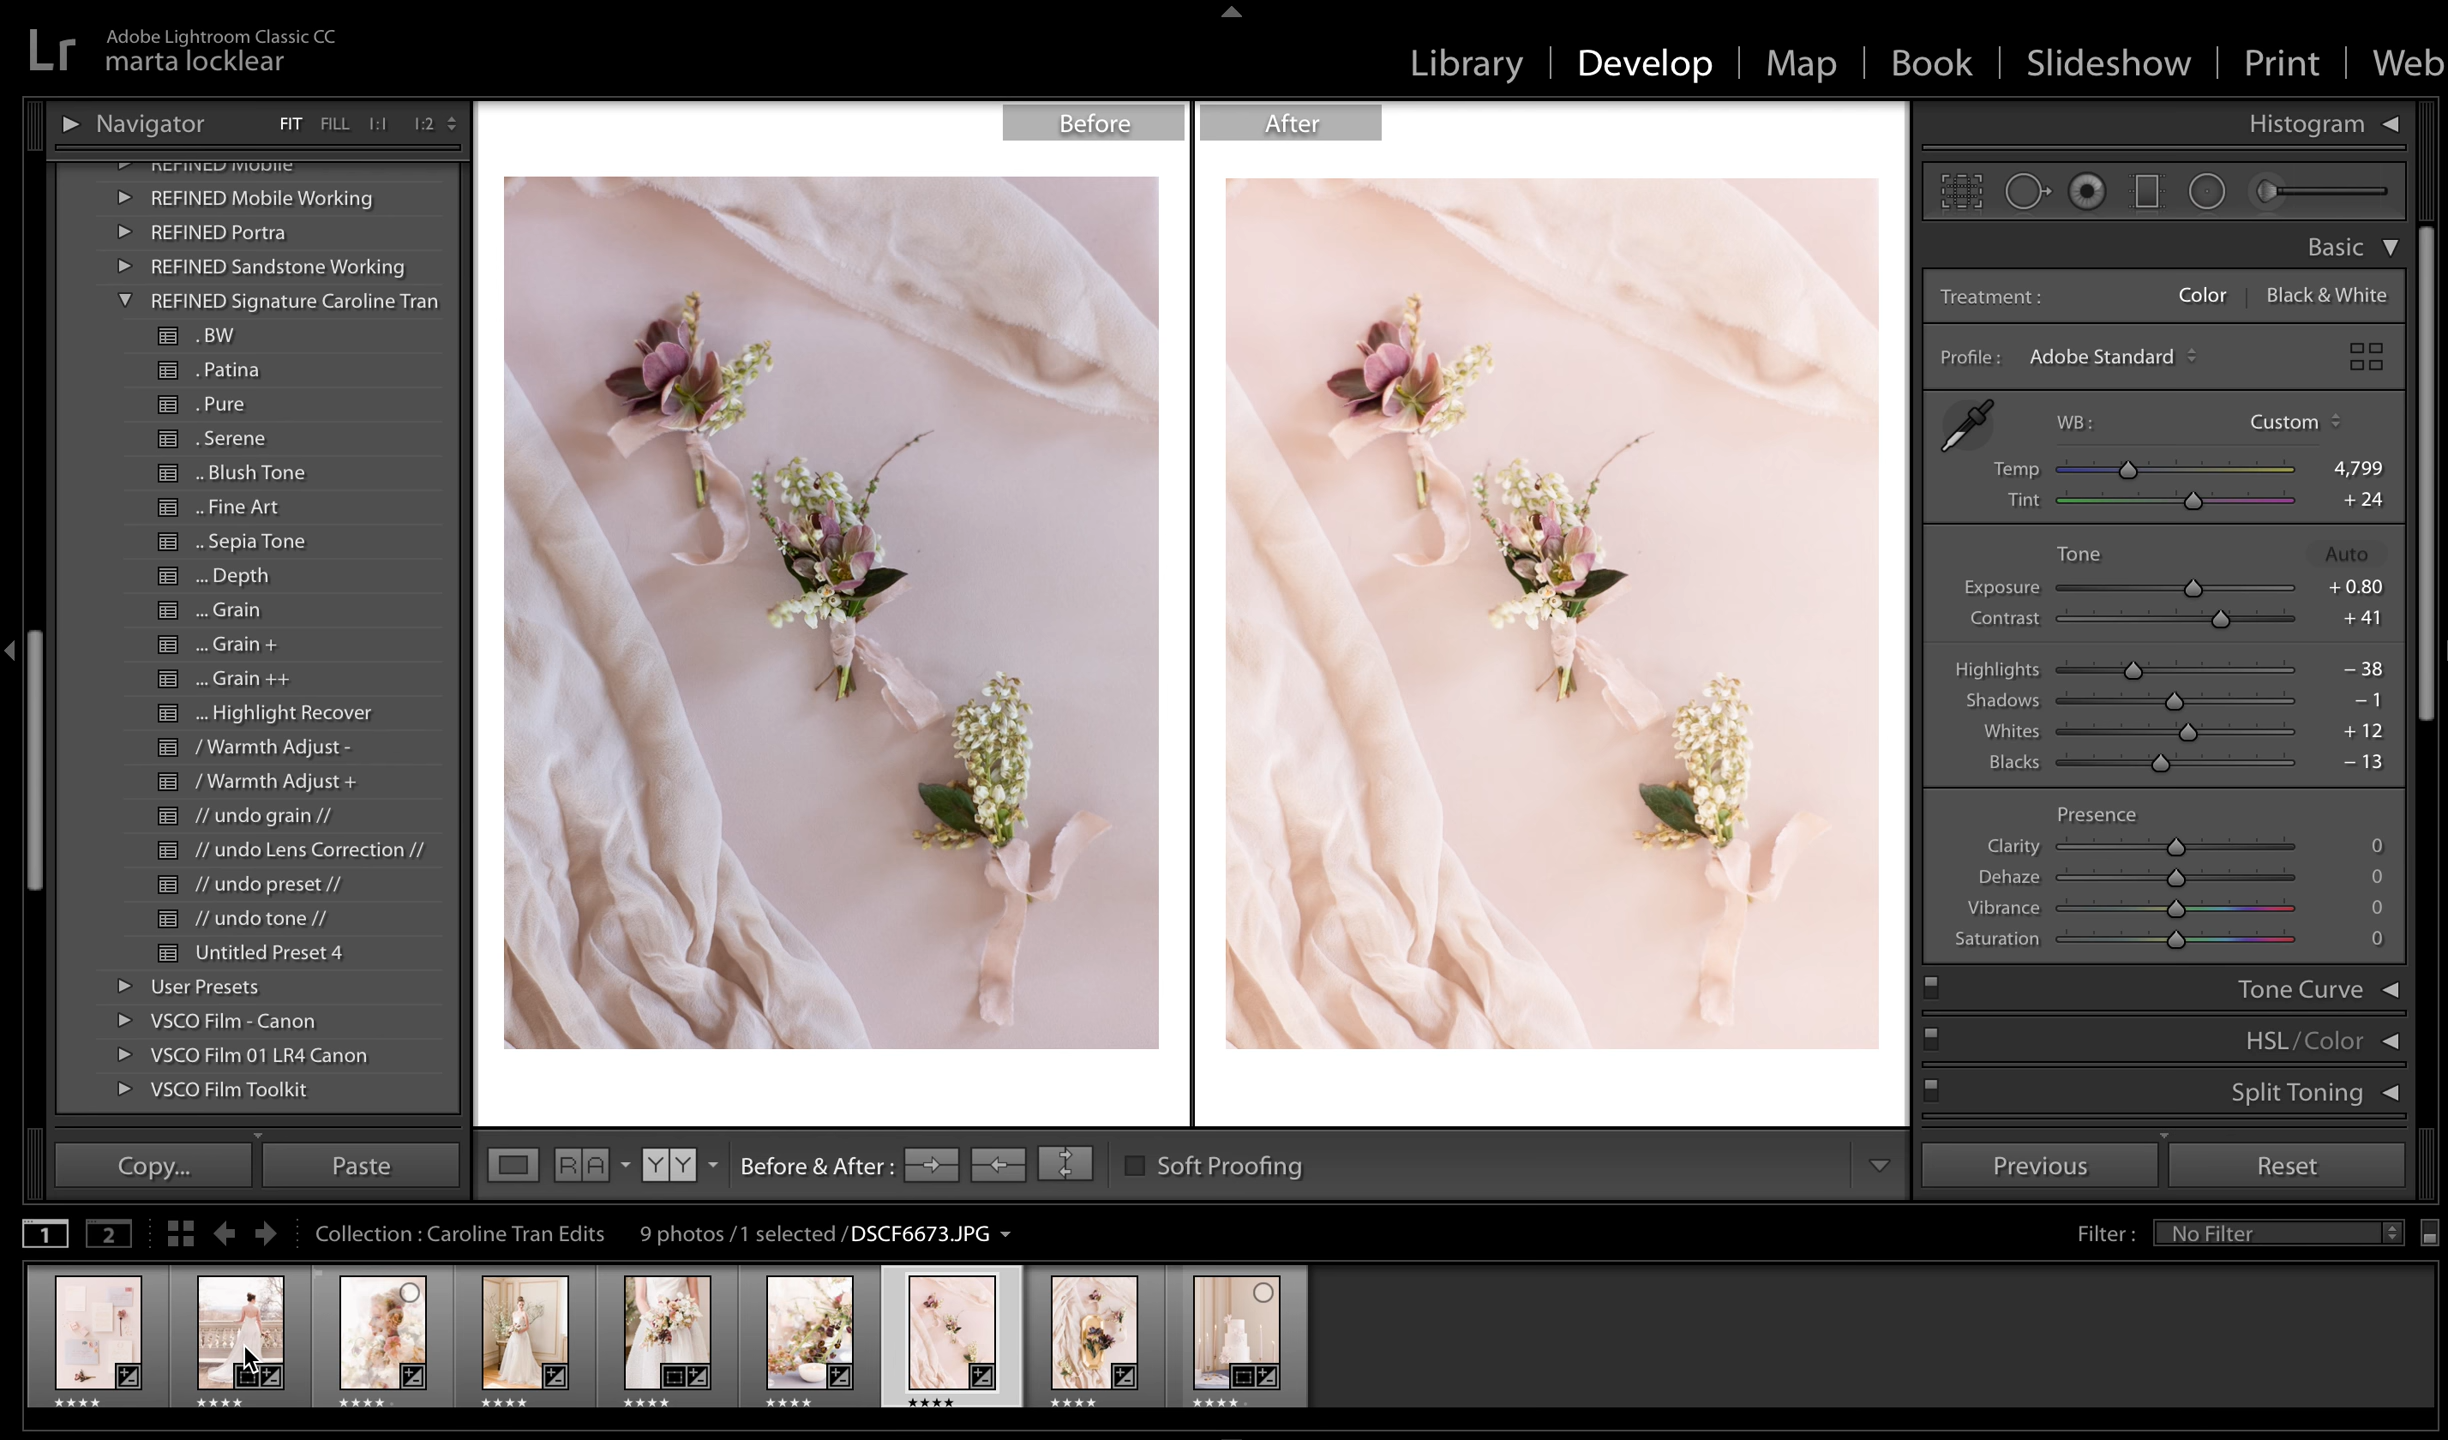 Lr
Adobe Lightroom Classic CC
marta locklear
Library | Develop | Map | Book | Slideshow | Print | Web
Navigator FIT FILL 1:1 1:2
REFINED Mobile
REFINED Mobile Working
REFINED Portra
REFINED Sandstone Working
REFINED Signature Caroline Tran
. BW
. Patina
. Pure
. Serene
.. Blush Tone
.. Fine Art
.. Sepia Tone
... Depth
... Grain
... Grain +
... Grain ++
... Highlight Recover
/ Warmth Adjust -
/ Warmth Adjust +
// undo grain //
// undo Lens Correction //
// undo preset //
// undo tone //
Untitled Preset 4
User Presets
VSCO Film - Canon
VSCO Film 01 LR4 Canon
VSCO Film Toolkit
Copy... Paste
Before After
R A Y Y Before & After : Soft Proofing
Histogram
Basic
Treatment : Color | Black & White
Profile : Adobe Standard
WB : Custom
Temp 4,799
Tint + 24
Tone Auto
Exposure + 0.80
Contrast + 41
Highlights – 38
Shadows – 1
Whites + 12
Blacks – 13
Presence
Clarity 0
Dehaze 0
Vibrance 0
Saturation 0
Tone Curve
HSL / Color
Split Toning
Previous Reset
1 2 Collection : Caroline Tran Edits 9 photos / 1 selected / DSCF6673.JPG Filter : No Filter